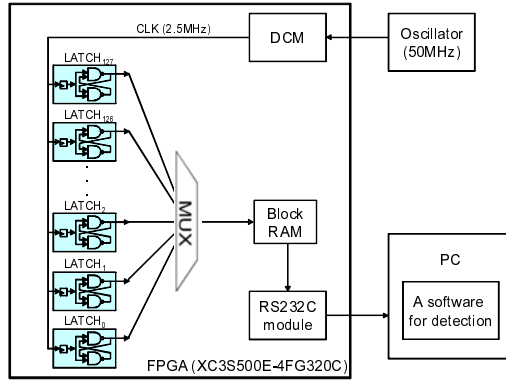 CLK (2.5MHz)
DCM
Oscillator
(50MHz)
LATCH127
LATCH126
LATCH2
LATCH1
LATCH0
MUX
Block
RAM
RS232C
module
PC
A software
for detection
FPGA (XC3S500E-4FG320C)